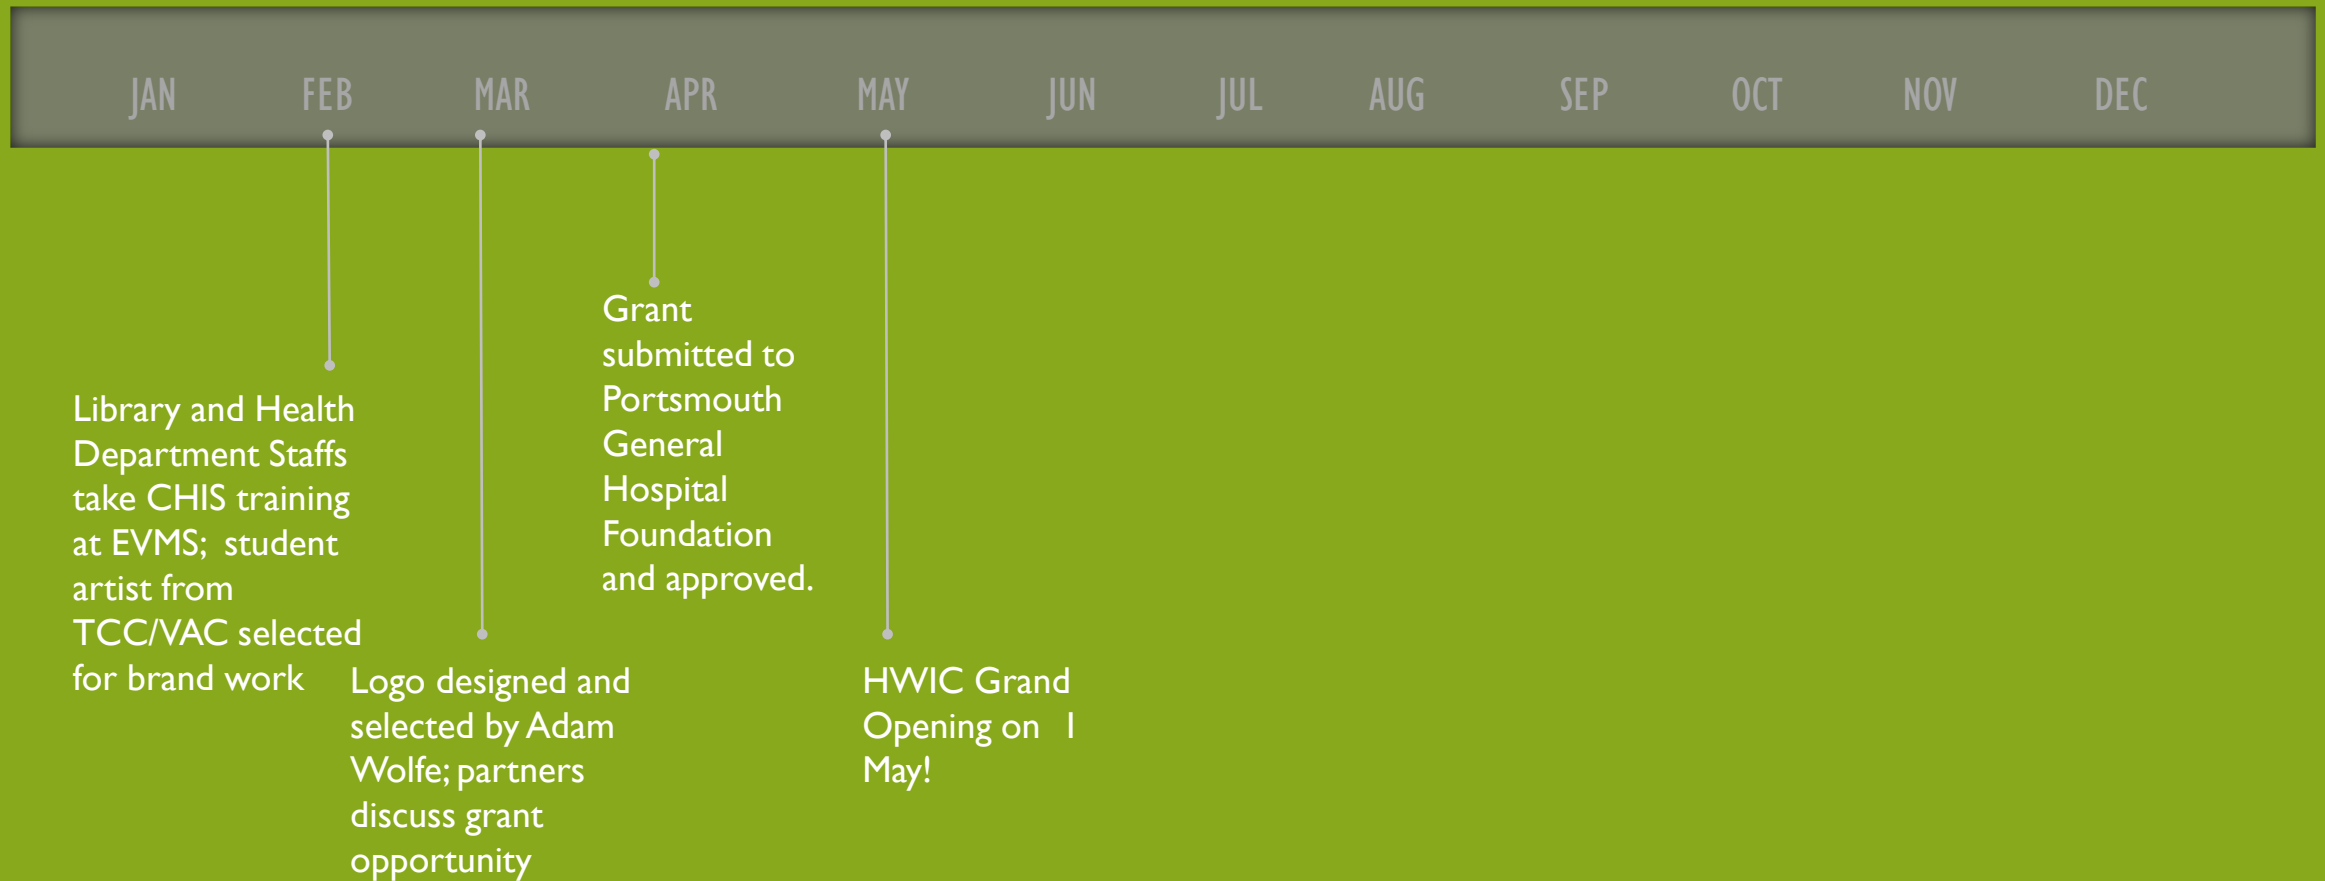 JAN FEB MAR APR MAY JUN JUL AUG SEP OCT NOV DEC
Library and Health
Department Staffs
take CHIS training
at EVMS; student
artist from
TCC/VAC selected
for brand work
Logo designed and
selected by Adam
Wolfe; partners
discuss grant
opportunity
Grant
submitted to
Portsmouth
General
Hospital
Foundation
and approved.
HWIC Grand
Opening on 1
May!